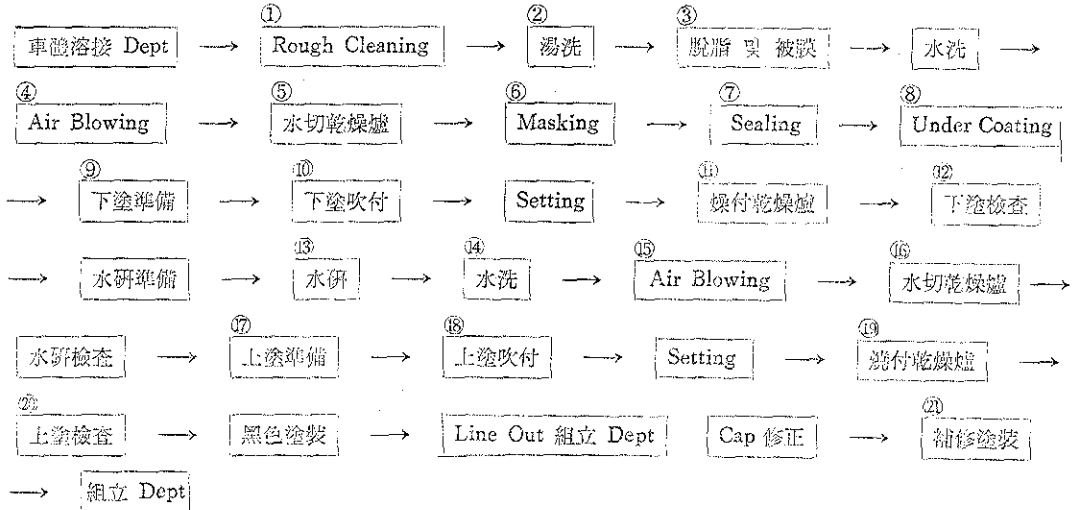 ① ② ③
車體溶接 Dept → Rough Cleaning → 湯洗 → 脫脂 및 被膜 → 水洗 →
④ ⑤ ⑥ ⑦ ⑧
Air Blowing → 水切乾燥爐 → Masking → Sealing → Under Coating
⑨ ⑩ ⑪ ⑫
→ 下塗準備 → 下塗吹付 → Setting → 燥付乾燥爐 → 下塗檢査
⑬ ⑭ ⑮ ⑯
→ 水硏準備 → 水硏 → 水洗 → Air Blowing → 水切乾燥爐 →
⑰ ⑱ ⑲
水硏檢査 → 上塗準備 → 上塗吹付 → Setting → 燒付乾燥爐 →
⑳ ㉑
上塗檢査 → 黑色塗裝 → Line Out 組立 Dept Cap 修正 → 補修塗裝
→ 組立 Dept